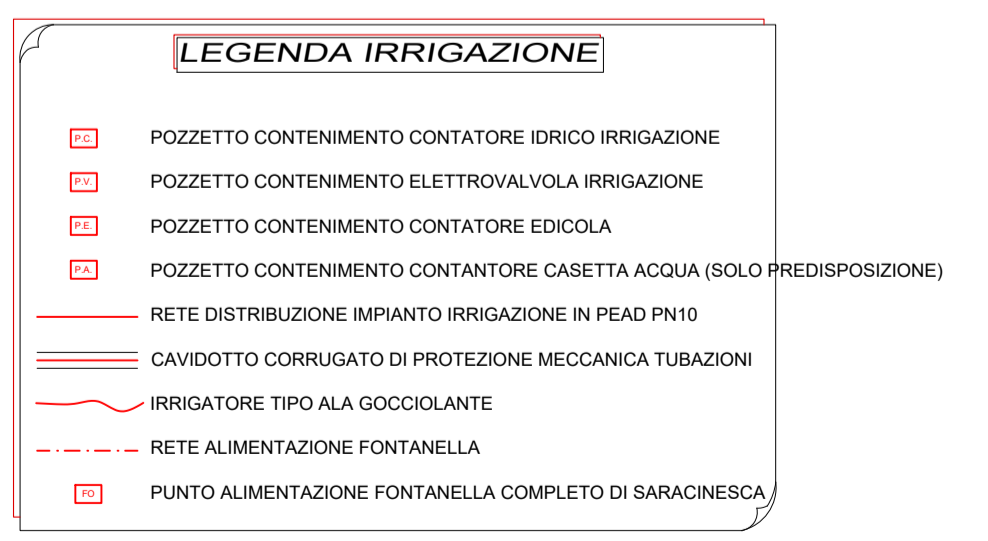 LEGENDA IRRIGAZIONE
P.C. POZZETTO CONTENIMENTO CONTATORE IDRICO IRRIGAZIONE
P.V. POZZETTO CONTENIMENTO ELETTROVALVOLA IRRIGAZIONE
P.E. POZZETTO CONTENIMENTO CONTATORE EDICOLA
P.A. POZZETTO CONTENIMENTO CONTANTORE CASETTA ACQUA (SOLO PREDISPOSIZIONE)
RETE DISTRIBUZIONE IMPIANTO IRRIGAZIONE IN PEAD PN10
CAVIDOTTO CORRUGATO DI PROTEZIONE MECCANICA TUBAZIONI
IRRIGATORE TIPO ALA GOCCIOLANTE
RETE ALIMENTAZIONE FONTANELLA
FO PUNTO ALIMENTAZIONE FONTANELLA COMPLETO DI SARACINESCA